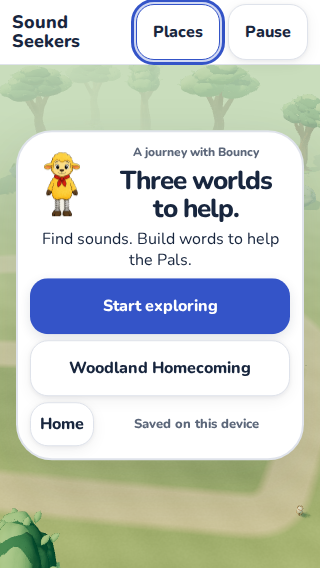 Sound
Seekers
Places
Pause
A journey with Bouncy
Three worlds
to help.
Find sounds. Build words to help
the Pals.
Start exploring
Woodland Homecoming
Home
Saved on this device